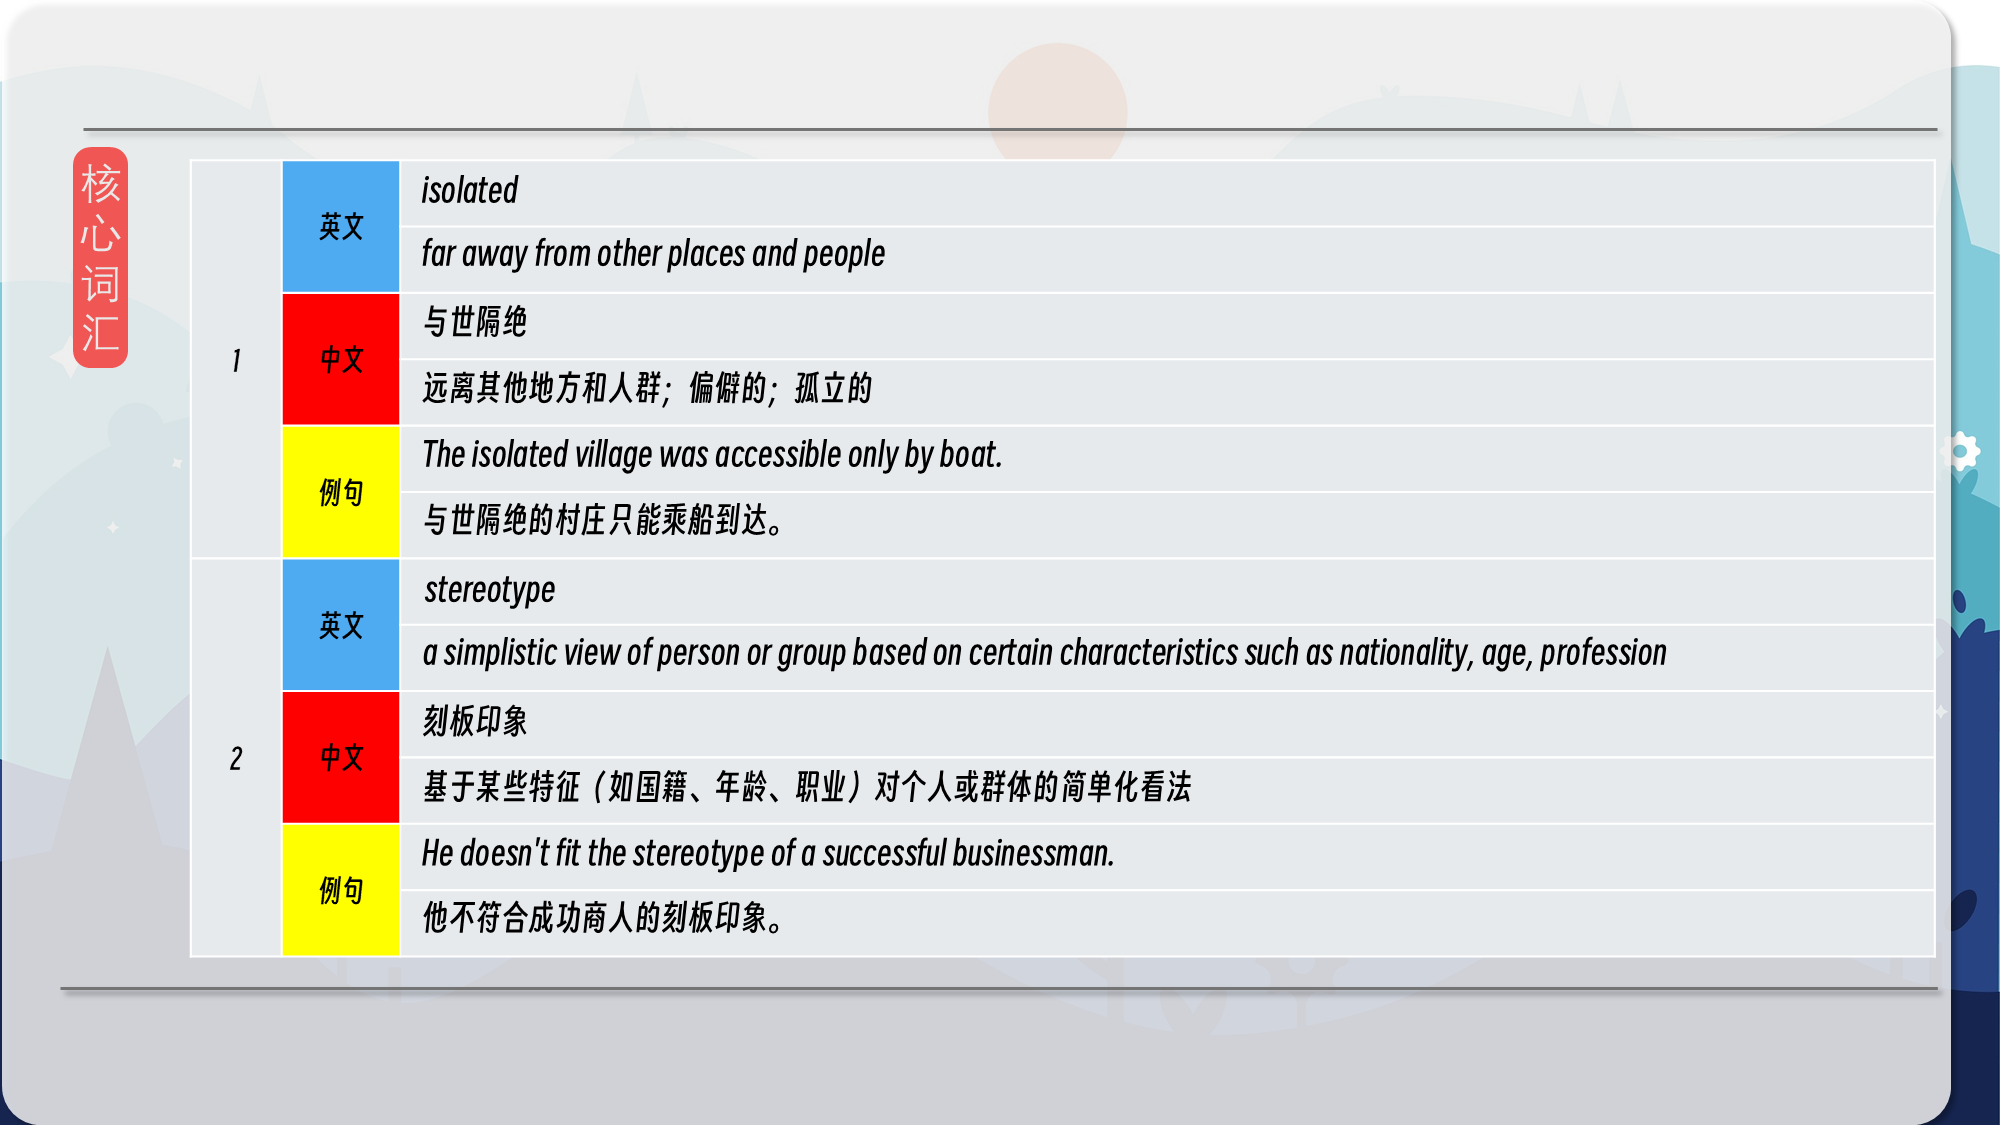 核心词汇
1
英文
isolated
far away from other places and people
中文
与世隔绝
远离其他地方和人群；偏僻的；孤立的
例句
The isolated village was accessible only by boat.
与世隔绝的村庄只能乘船到达。
2
英文
stereotype
a simplistic view of person or group based on certain characteristics such as nationality, age, profession
中文
刻板印象
基于某些特征（如国籍、年龄、职业）对个人或群体的简单化看法
例句
He doesn't fit the stereotype of a successful businessman.
他不符合成功商人的刻板印象。